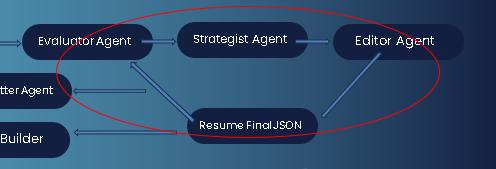 Evaluator Agent
Strategist Agent
Editor Agent
tter Agent
Resume FinalJSON
Builder